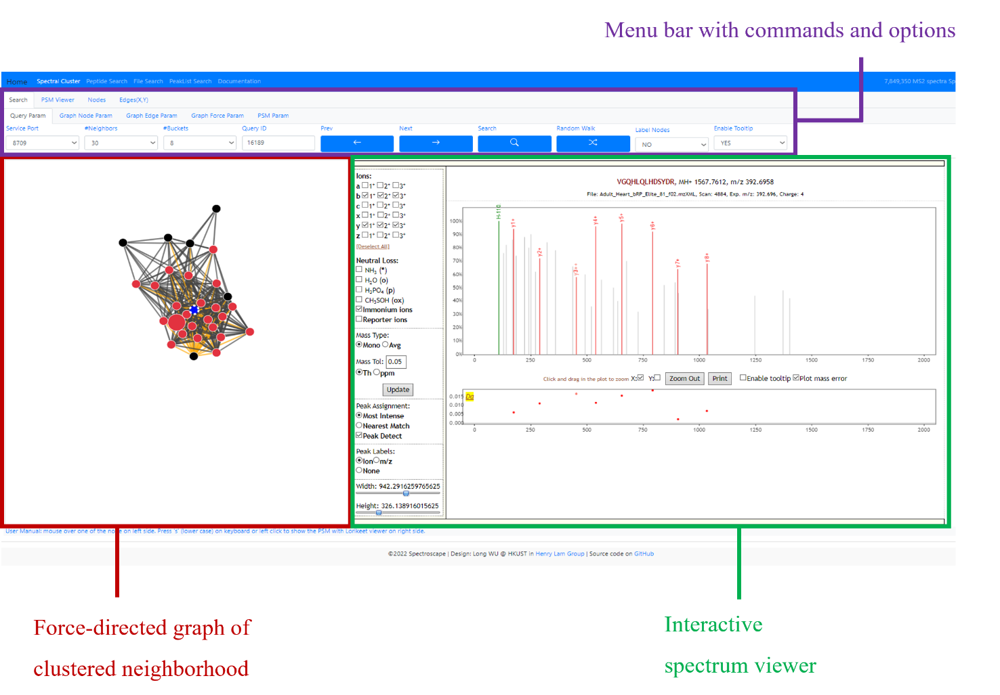 Menu bar with commands and options
Home Spectral Cluster Peptide Search File Search PeakList Search Documentation 7,849,350 MS2 spectra Sp
Search PSM Viewer Nodes Edges(X,Y)
Query Param Graph Node Param Graph Edge Param Graph Force Param PSM Param
Service Port #Neighbors #Buckets Query ID Prev Next Search Random Walk Label Nodes Enable Tooltip
8709 30 8 16189 NO YES
Ions:
a 1+ 2+ 3+
b 1+ 2+ 3+
c 1+ 2+ 3+
x 1+ 2+ 3+
y 1+ 2+ 3+
z 1+ 2+ 3+
[Deselect All]
Neutral Loss:
NH3 (*)
H2O (o)
H3PO4 (p)
CH3SOH (ox)
Immonium ions
Reporter ions
Mass Type:
Mono Avg
Mass Tol: 0.05
Th ppm
Update
Peak Assignment:
Most Intense
Nearest Match
Peak Detect
Peak Labels:
Ion m/z
None
Width: 942.2916259765625
Height: 326.138916015625
VGQHLQLHDSYDR, MH+ 1567.7612, m/z 392.6958
File: Adult_Heart_bRP_Elite_81_f02.mzXML, Scan: 4884, Exp. m/z: 392.696, Charge: 4
H-110 y1+ y2+ y3++ y4+ y5+ y6+ y7+ y8+
100%
90%
80%
70%
60%
50%
40%
30%
20%
10%
0%
0 250 500 750 1000 1250 1500 1750 2000
Click and drag in the plot to zoom X: Y: Zoom Out Print Enable tooltip Plot mass error
0.015 Da
0.010
0.005
0.000
0 250 500 750 1000 1250 1500 1750 2000
User Manual: mouse over one of the node on left side. Press 's' (lower case) on keyboard or left click to show the PSM with Lorikeet viewer on right side.
©2022 Spectroscape | Design: Long WU @ HKUST in Henry Lam Group | Source code on GitHub
Force-directed graph of
clustered neighborhood
Interactive
spectrum viewer